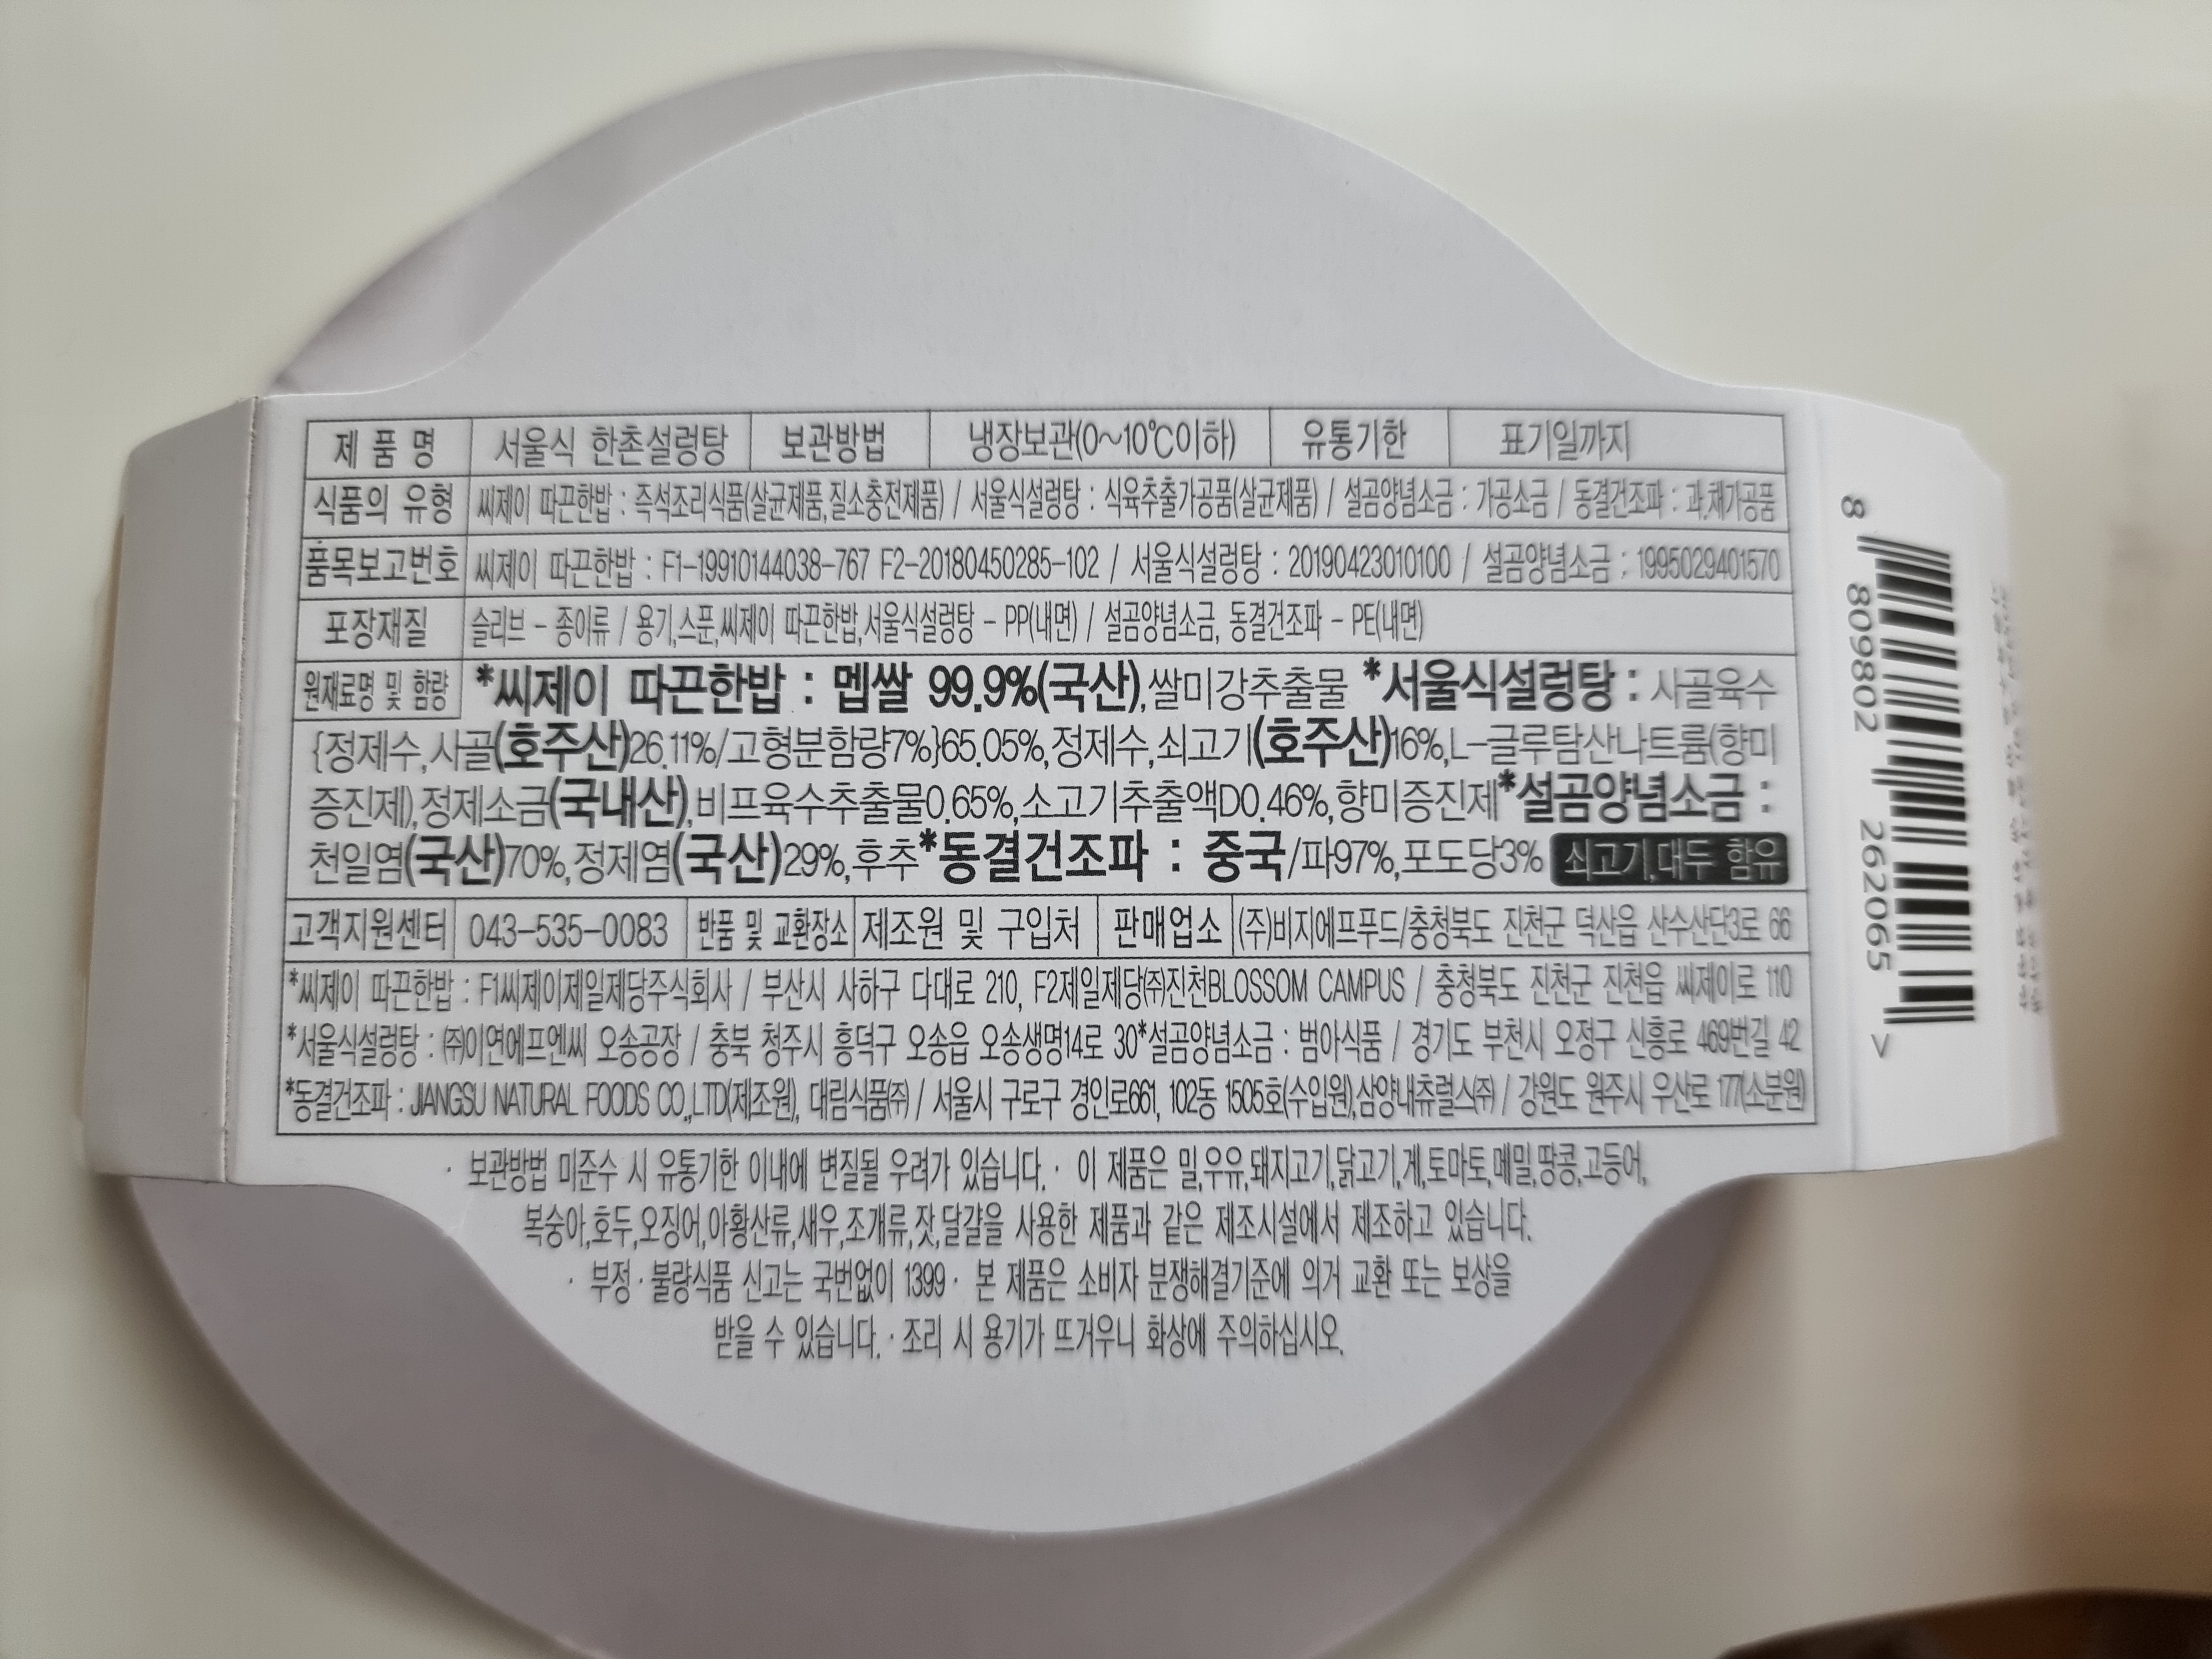 제 품 명 서울식 한촌설렁탕 보관방법 냉장보관(0~10℃이하) 유통기한 표기일까지
식품의 유형 씨제이 따끈한밥 : 즉석조리식품(살균제품,질소충전제품) / 서울식설렁탕 : 식육추출가공품(살균제품) / 설곰양념소금 : 가공소금 / 동결건조파 : 과,채가공품
품목보고번호 씨제이 따끈한밥 : F1-19910144038-767 F2-20180450285-102 / 서울식설렁탕 : 20190423010100 / 설곰양념소금 : 1995029401570
포장재질 슬리브 - 종이류 / 용기,스푼,씨제이 따끈한밥,서울식설렁탕 - PP(내면) / 설곰양념소금, 동결건조파 - PE(내면)
원재료명 및 함량 *씨제이 따끈한밥 : 멥쌀 99.9%(국산),쌀미강추출물 *서울식설렁탕 : 사골육수
{정제수,사골(호주산)26.11%/고형분함량7%}65.05%,정제수,쇠고기(호주산)16%,L-글루탐산나트륨(향미
증진제),정제소금(국내산),비프육수추출물0.65%,소고기추출액D0.46%,향미증진제*설곰양념소금 :
천일염(국산)70%,정제염(국산)29%,후추*동결건조파 : 중국/파97%,포도당3% 쇠고기,대두 함유
고객지원센터 043-535-0083 반품 및 교환장소 제조원 및 구입처 판매업소 (주)비지에프푸드/충청북도 진천군 덕산읍 산수산단3로 66
*씨제이 따끈한밥 : F1씨제이제일제당주식회사 / 부산시 사하구 다대로 210, F2제일제당㈜진천BLOSSOM CAMPUS / 충청북도 진천군 진천읍 씨제이로 110
*서울식설렁탕 : ㈜이연에프엔씨 오송공장 / 충북 청주시 흥덕구 오송읍 오송생명14로 30*설곰양념소금 : 범아식품 / 경기도 부천시 오정구 신흥로 469번길 42
*동결건조파 : JIANGSU NATURAL FOODS CO.,LTD(제조원), 대림식품㈜ / 서울시 구로구 경인로661, 102동 1505호(수입원),삼양내츄럴스㈜ / 강원도 원주시 우산로 177(소분원)
· 보관방법 미준수 시 유통기한 이내에 변질될 우려가 있습니다. · 이 제품은 밀,우유,돼지고기,닭고기,게,토마토,메밀,땅콩,고등어,
복숭아,호두,오징어,아황산류,새우,조개류,잣,달걀을 사용한 제품과 같은 제조시설에서 제조하고 있습니다.
· 부정 · 불량식품 신고는 국번없이 1399 · 본 제품은 소비자 분쟁해결기준에 의거 교환 또는 보상을
받을 수 있습니다. · 조리 시 용기가 뜨거우니 화상에 주의하십시오.
8 809802 262065 >